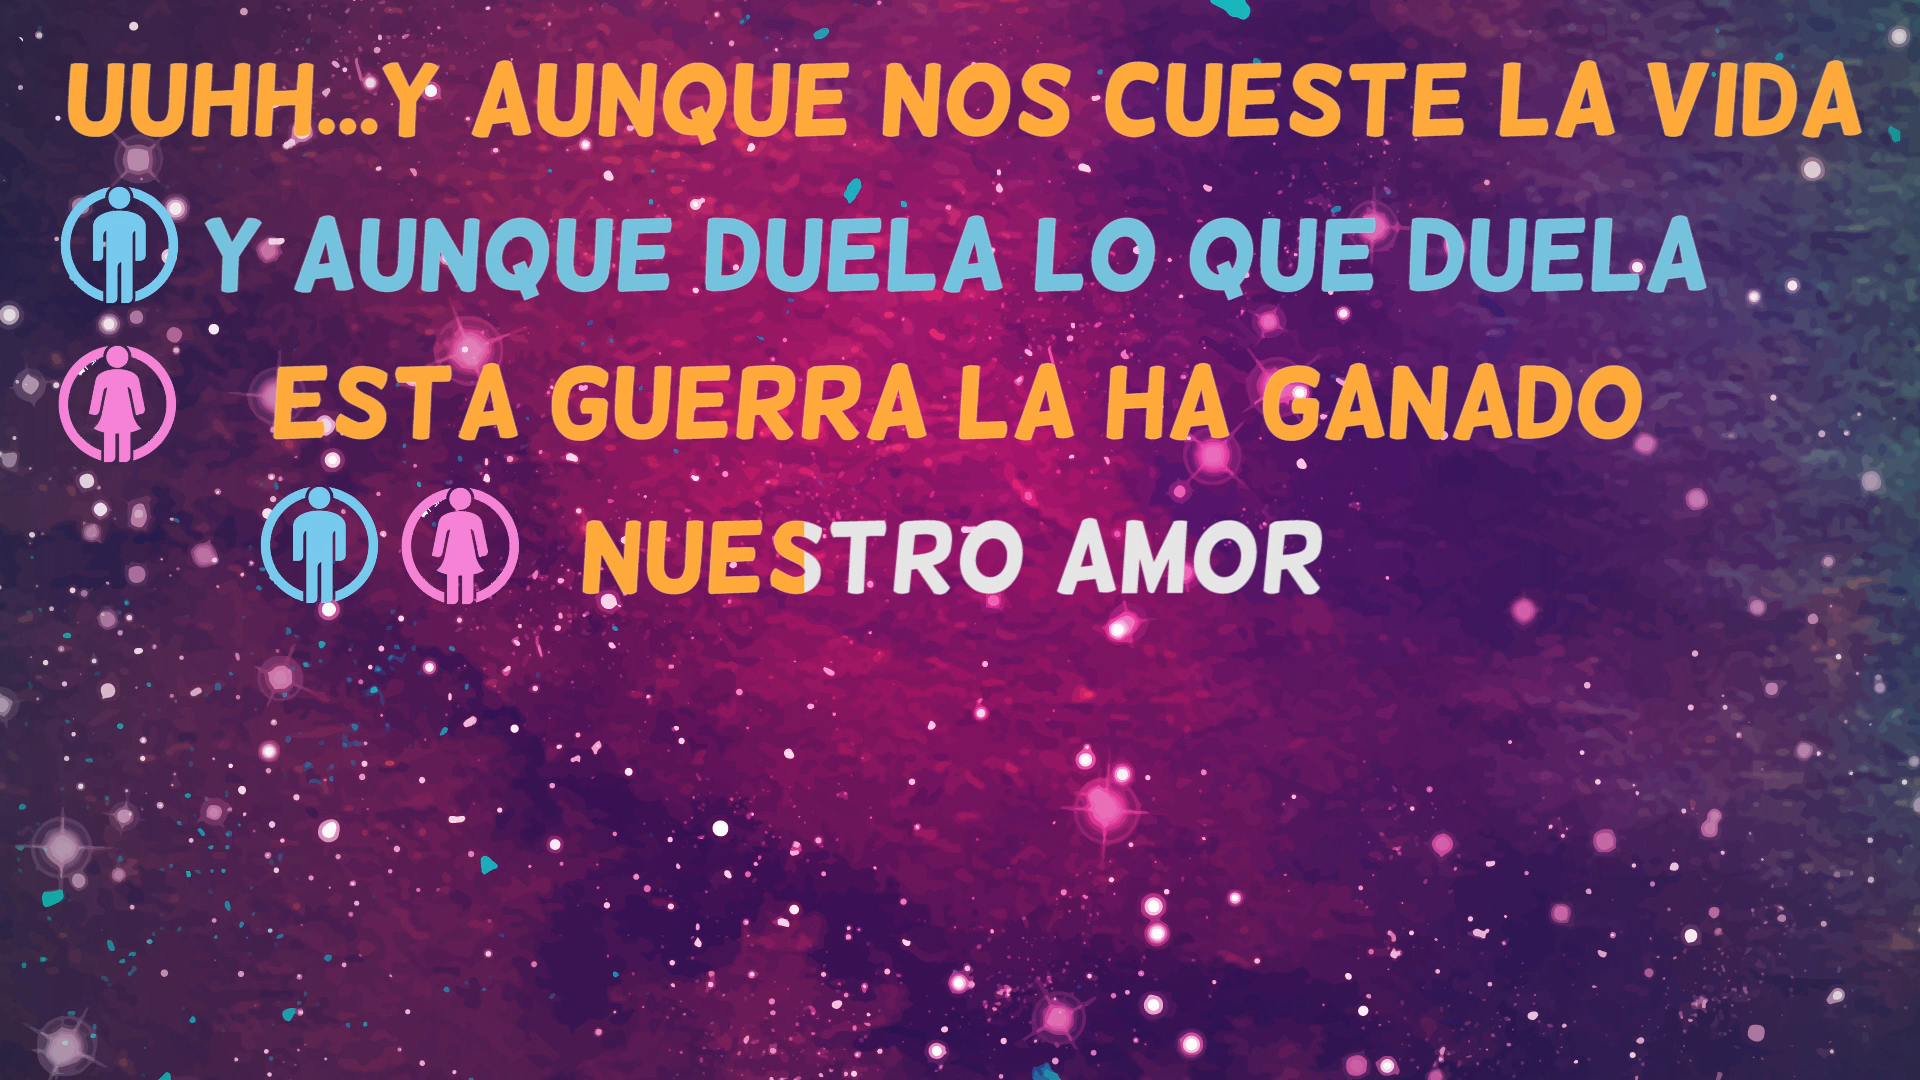 UUHH...Y AUNQUE NOS CUESTE LA VIDA
Y AUNQUE DUELA LO QUE DUELA
ESTA GUERRA LA HA GANADO
NUESTRO AMOR